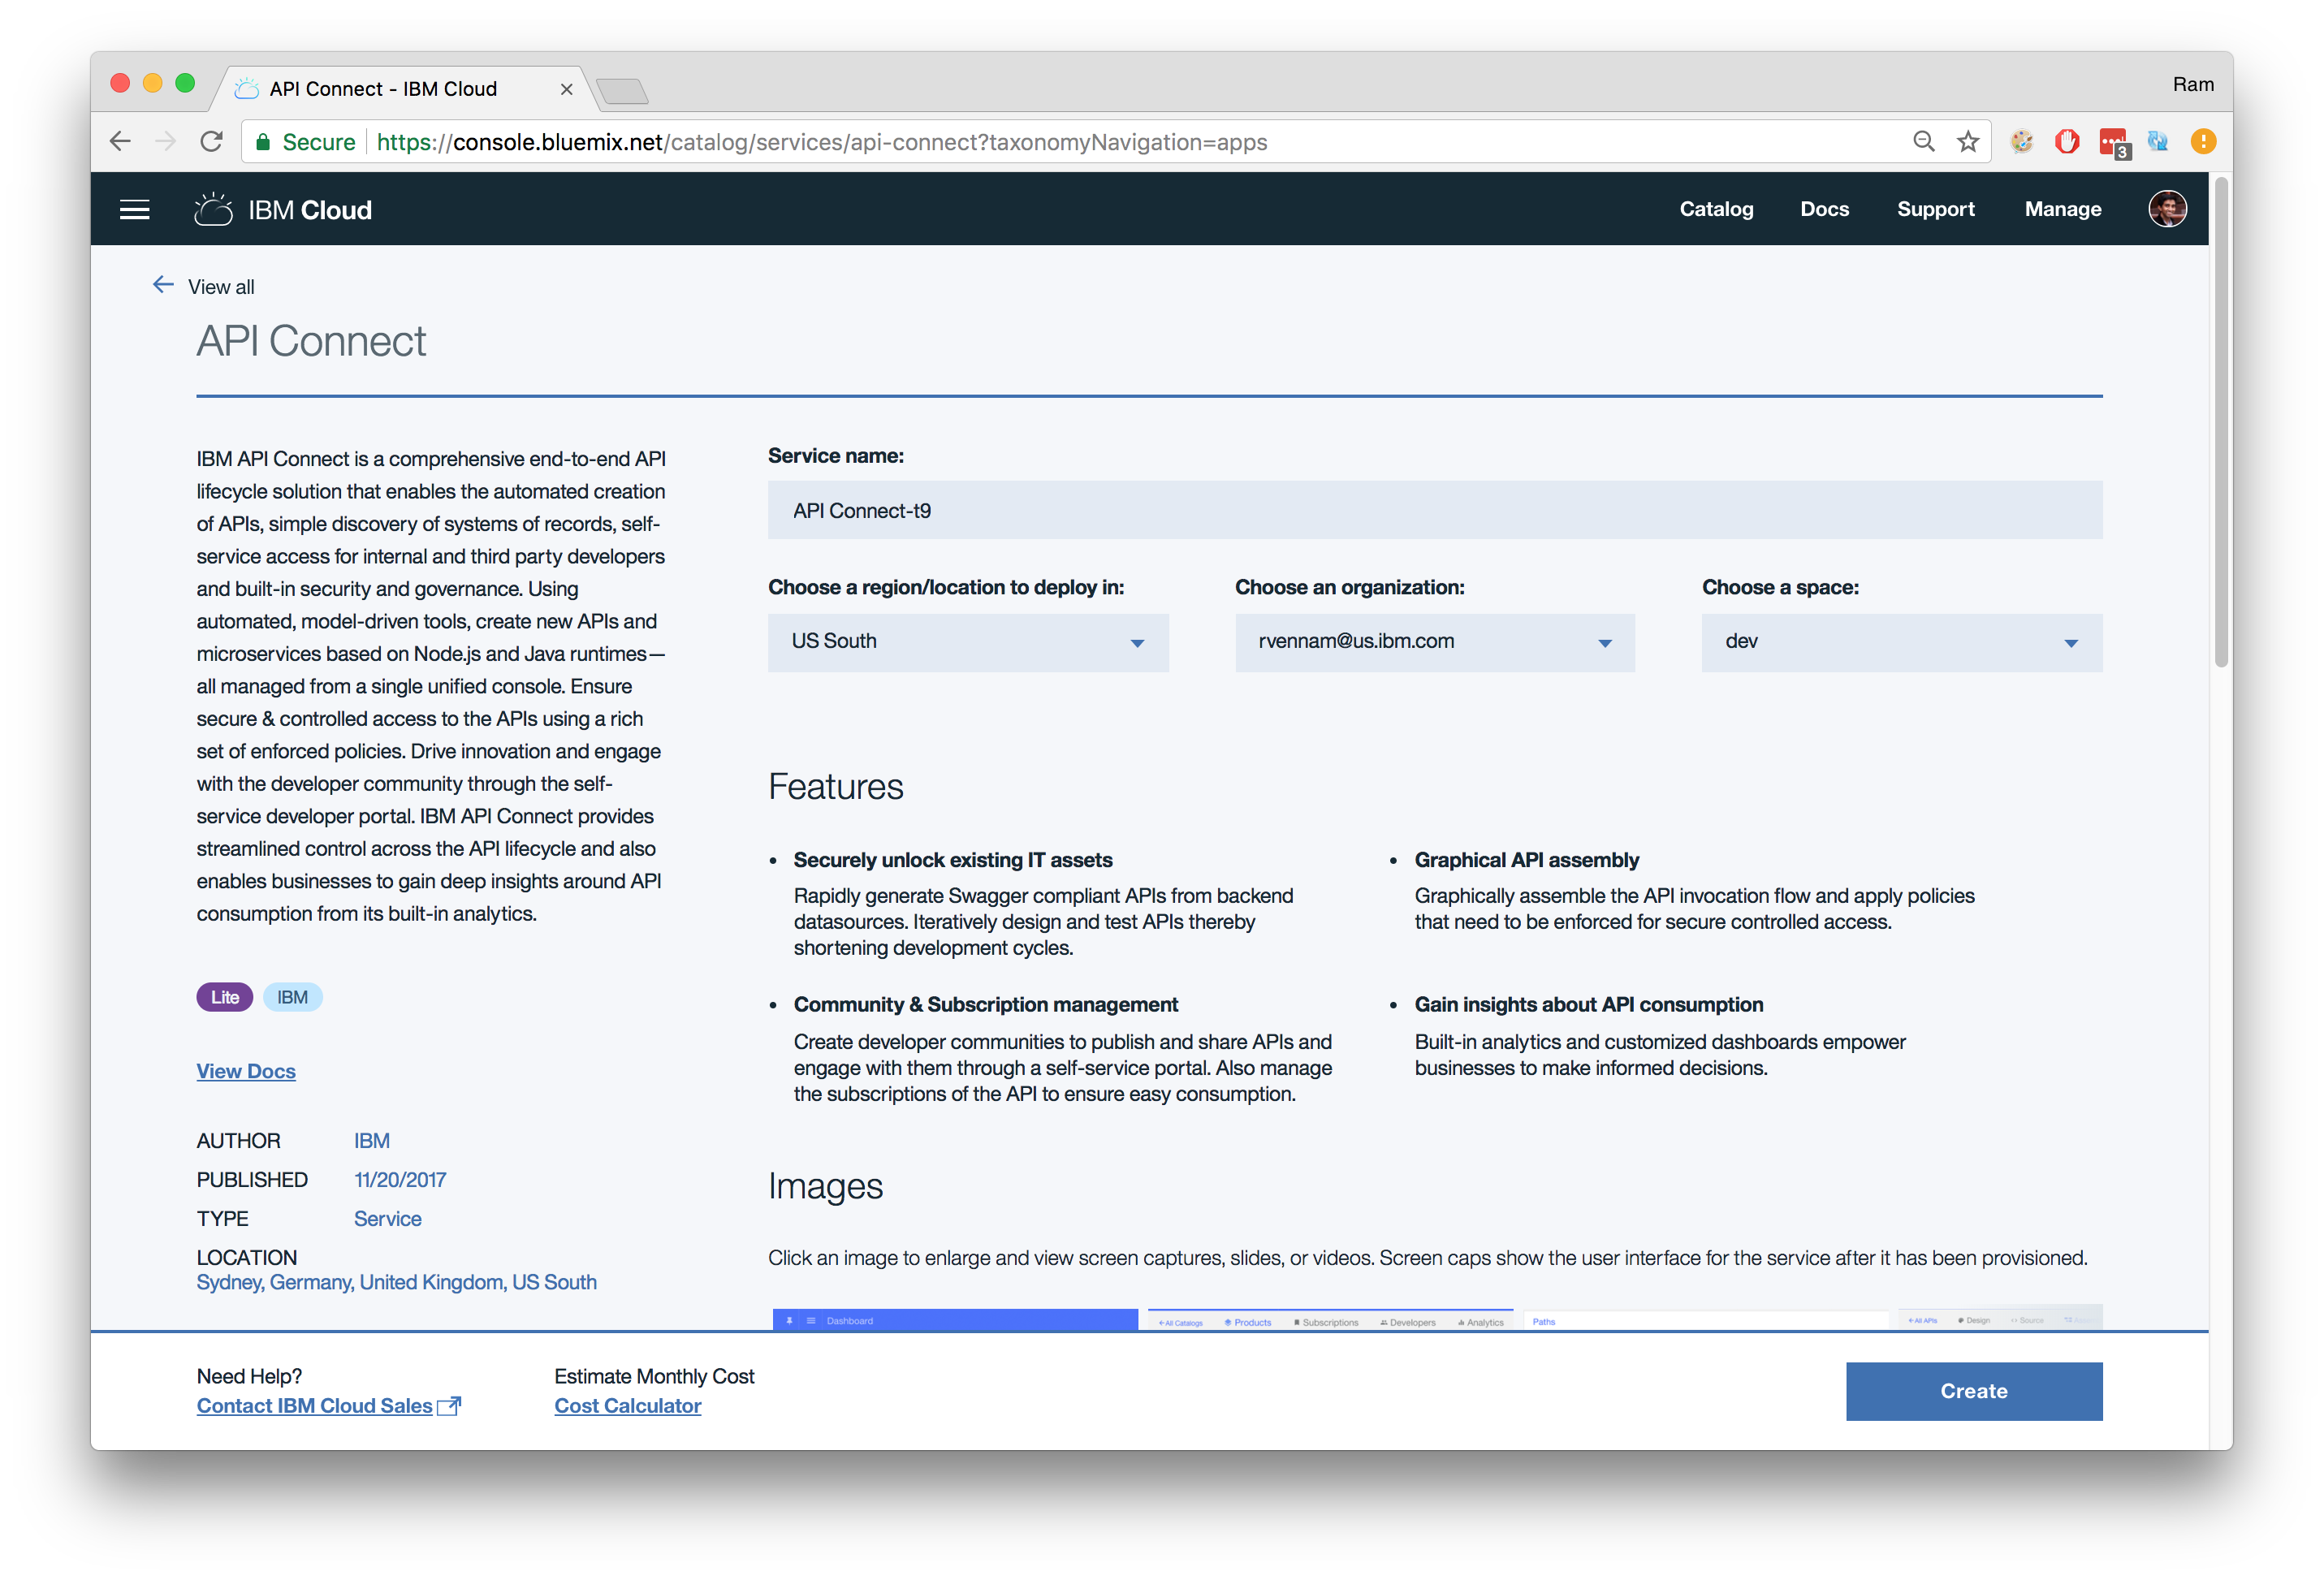 API Connect - IBM Cloud
Ram
Secure
https://console.bluemix.net/catalog/services/api-connect?taxonomyNavigation=apps
3
IBM Cloud
Catalog
Docs
Support
Manage
View all
API Connect
IBM API Connect is a comprehensive end-to-end API
lifecycle solution that enables the automated creation
of APIs, simple discovery of systems of records, self-
service access for internal and third party developers
and built-in security and governance. Using
automated, model-driven tools, create new APIs and
microservices based on Node.js and Java runtimes—
all managed from a single unified console. Ensure
secure & controlled access to the APIs using a rich
set of enforced policies. Drive innovation and engage
with the developer community through the self-
service developer portal. IBM API Connect provides
streamlined control across the API lifecycle and also
enables businesses to gain deep insights around API
consumption from its built-in analytics.
Lite
IBM
View Docs
AUTHOR IBM
PUBLISHED 11/20/2017
TYPE Service
LOCATION
Sydney, Germany, United Kingdom, US South
Service name:
API Connect-t9
Choose a region/location to deploy in:
US South
Choose an organization:
rvennam@us.ibm.com
Choose a space:
dev
Features
• Securely unlock existing IT assets
Rapidly generate Swagger compliant APIs from backend
datasources. Iteratively design and test APIs thereby
shortening development cycles.
• Graphical API assembly
Graphically assemble the API invocation flow and apply policies
that need to be enforced for secure controlled access.
• Community & Subscription management
Create developer communities to publish and share APIs and
engage with them through a self-service portal. Also manage
the subscriptions of the API to ensure easy consumption.
• Gain insights about API consumption
Built-in analytics and customized dashboards empower
businesses to make informed decisions.
Images
Click an image to enlarge and view screen captures, slides, or videos. Screen caps show the user interface for the service after it has been provisioned.
Dashboard
All Catalogs
Products
Subscriptions
Developers
Analytics
Paths
All APIs
Design
Source
Need Help?
Contact IBM Cloud Sales
Estimate Monthly Cost
Cost Calculator
Create